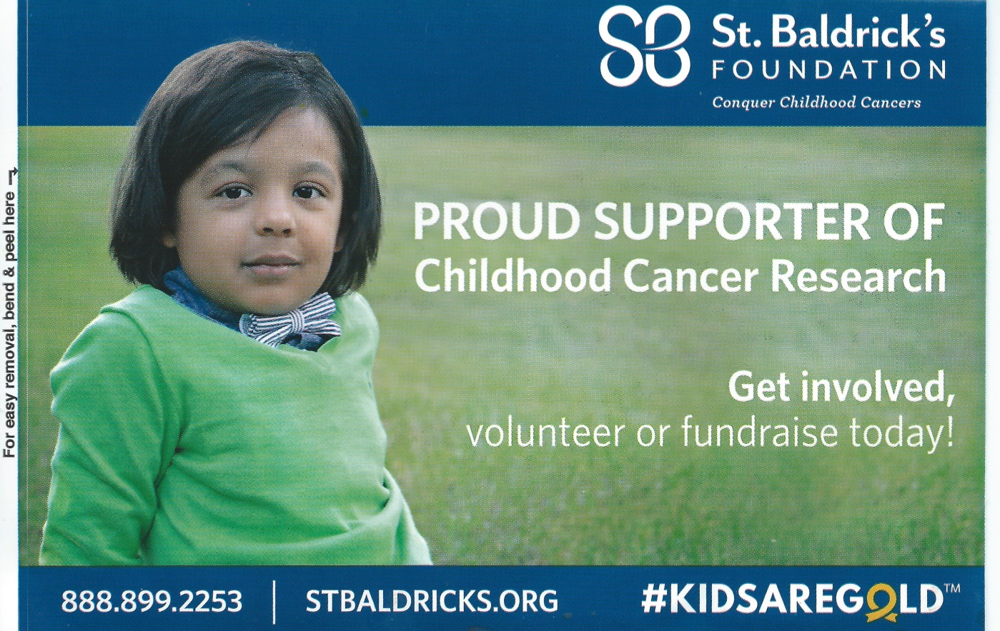 SB
St. Baldrick's
FOUNDATION
Conquer Childhood Cancers
For easy removal, bend & peel here
PROUD SUPPORTER OF
Childhood Cancer Research
Get involved,
volunteer or fundraise today!
888.899.2253 | STBALDRICKS.ORG #KIDSAREGOLD™